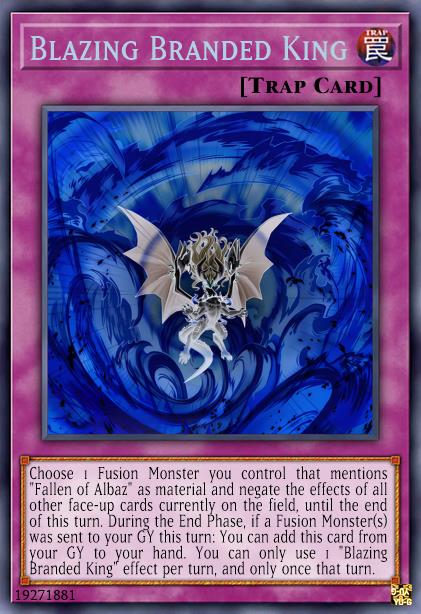 BLAZING BRANDED KING
TRAP
罠
[TRAP CARD]
Choose 1 Fusion Monster you control that mentions
"Fallen of Albaz" as material and negate the effects of all
other face-up cards currently on the field, until the end
of this turn. During the End Phase, if a Fusion Monster(s)
was sent to your GY this turn: You can add this card from
your GY to your hand. You can only use 1 "Blazing
Branded King" effect per turn, and only once that turn.
19271881